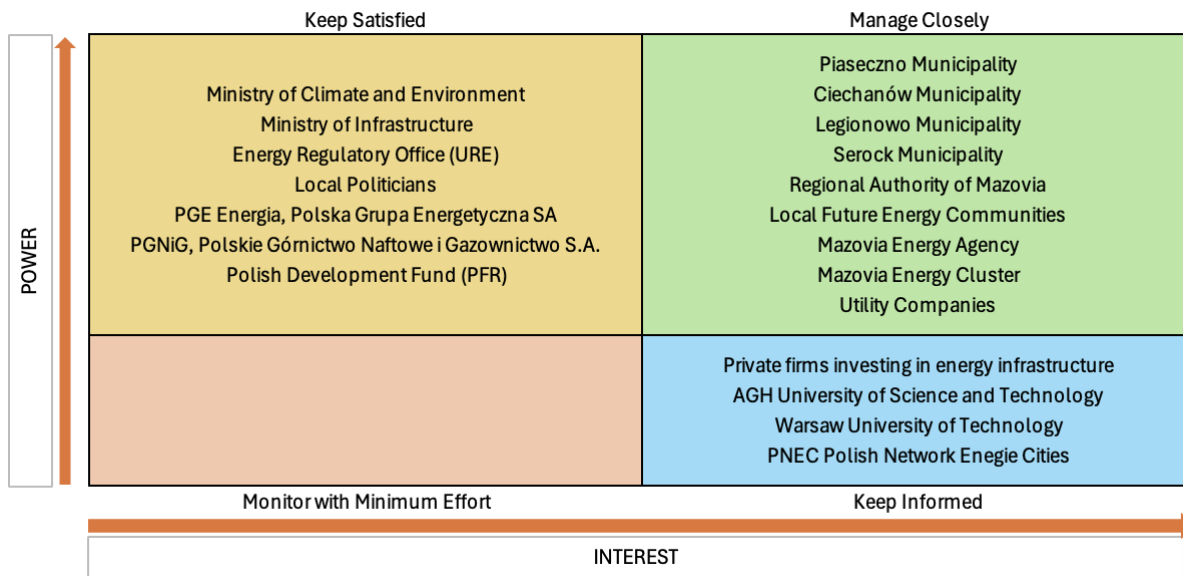 Keep Satisfied
Manage Closely
POWER
Ministry of Climate and Environment
Ministry of Infrastructure
Energy Regulatory Office (URE)
Local Politicians
PGE Energia, Polska Grupa Energetyczna SA
PGNiG, Polskie Górnictwo Naftowe i Gazownictwo S.A.
Polish Development Fund (PFR)
Piaseczno Municipality
Ciechanów Municipality
Legionowo Municipality
Serock Municipality
Regional Authority of Mazovia
Local Future Energy Communities
Mazovia Energy Agency
Mazovia Energy Cluster
Utility Companies
Private firms investing in energy infrastructure
AGH University of Science and Technology
Warsaw University of Technology
PNEC Polish Network Enegie Cities
Monitor with Minimum Effort
Keep Informed
INTEREST